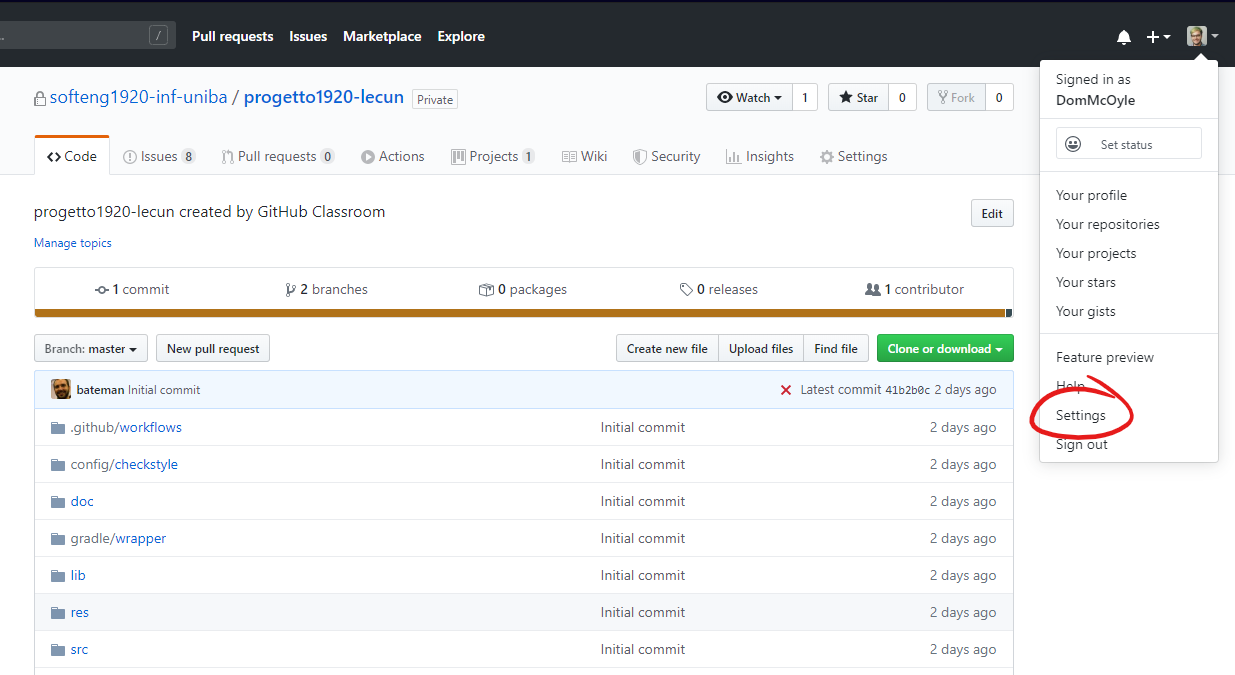 .. / Pull requests Issues Marketplace Explore
Signed in as
DomMcOyle
Set status
Your profile
Your repositories
Your projects
Your stars
Your gists
Feature preview
Help
Settings
Sign out
softeng1920-inf-uniba / progetto1920-lecun Private Watch 1 Star 0 Fork 0
Code Issues 8 Pull requests 0 Actions Projects 1 Wiki Security Insights Settings
progetto1920-lecun created by GitHub Classroom Edit
Manage topics
1 commit 2 branches 0 packages 0 releases 1 contributor
Branch: master New pull request Create new file Upload files Find file Clone or download
bateman Initial commit Latest commit 41b2b0c 2 days ago
.github/workflows Initial commit 2 days ago
config/checkstyle Initial commit 2 days ago
doc Initial commit 2 days ago
gradle/wrapper Initial commit 2 days ago
lib Initial commit 2 days ago
res Initial commit 2 days ago
src Initial commit 2 days ago